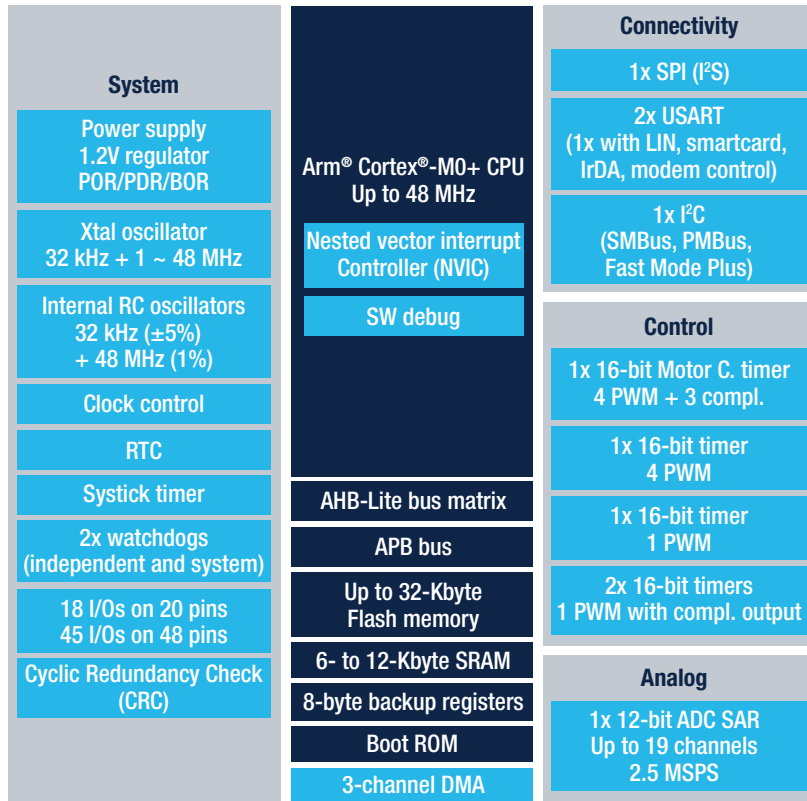 System
Power supply
1.2V regulator
POR/PDR/BOR
Xtal oscillator
32 kHz + 1 ~ 48 MHz
Internal RC oscillators
32 kHz (±5%)
+ 48 MHz (1%)
Clock control
RTC
Systick timer
2x watchdogs
(independent and system)
18 I/Os on 20 pins
45 I/Os on 48 pins
Cyclic Redundancy Check
(CRC)
Arm® Cortex®-M0+ CPU
Up to 48 MHz
Nested vector interrupt
Controller (NVIC)
SW debug
AHB-Lite bus matrix
APB bus
Up to 32-Kbyte
Flash memory
6- to 12-Kbyte SRAM
8-byte backup registers
Boot ROM
3-channel DMA
Connectivity
1x SPI (I²S)
2x USART
(1x with LIN, smartcard,
IrDA, modem control)
1x I²C
(SMBus, PMBus,
Fast Mode Plus)
Control
1x 16-bit Motor C. timer
4 PWM + 3 compl.
1x 16-bit timer
4 PWM
1x 16-bit timer
1 PWM
2x 16-bit timers
1 PWM with compl. output
Analog
1x 12-bit ADC SAR
Up to 19 channels
2.5 MSPS